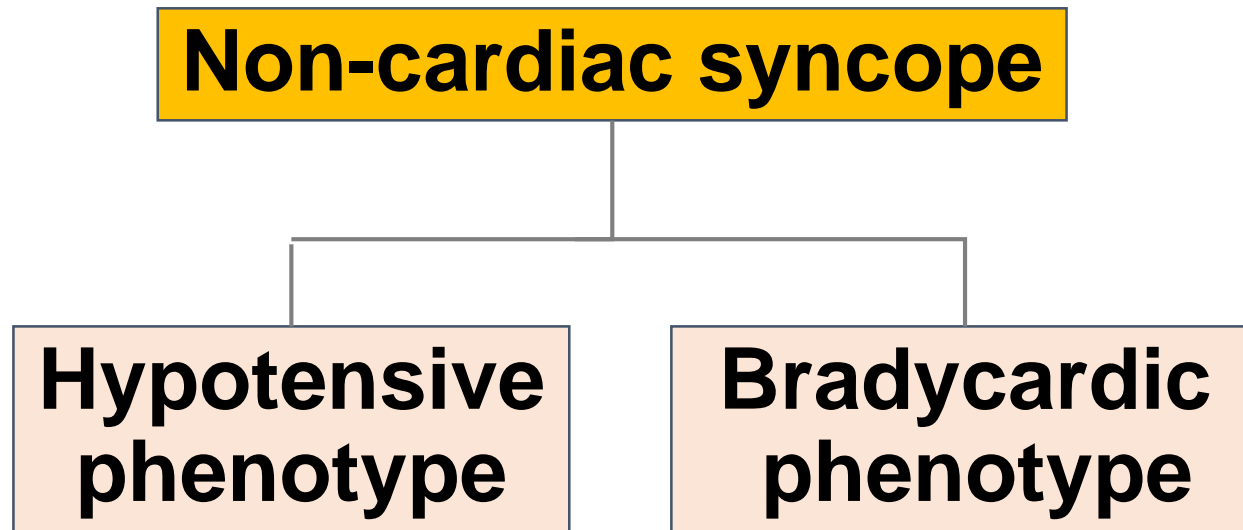 Non-cardiac syncope
Hypotensive
phenotype
Bradycardic
phenotype